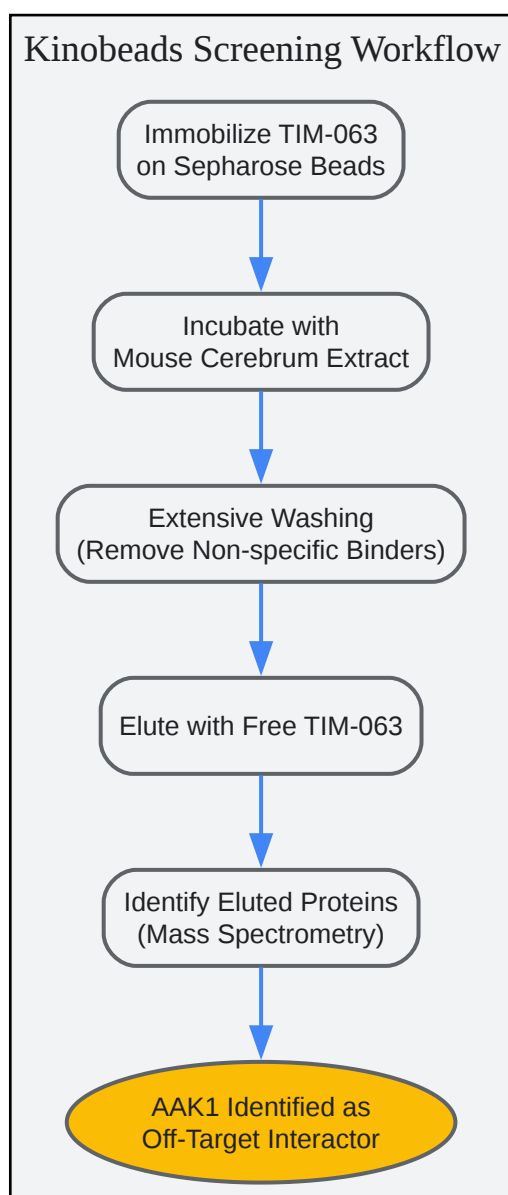 Kinobeads Screening Workflow
Immobilize TIM-063
on Sepharose Beads
Incubate with
Mouse Cerebrum Extract
Extensive Washing
(Remove Non-specific Binders)
Elute with Free TIM-063
Identify Eluted Proteins
(Mass Spectrometry)
AAK1 Identified as
Off-Target Interactor